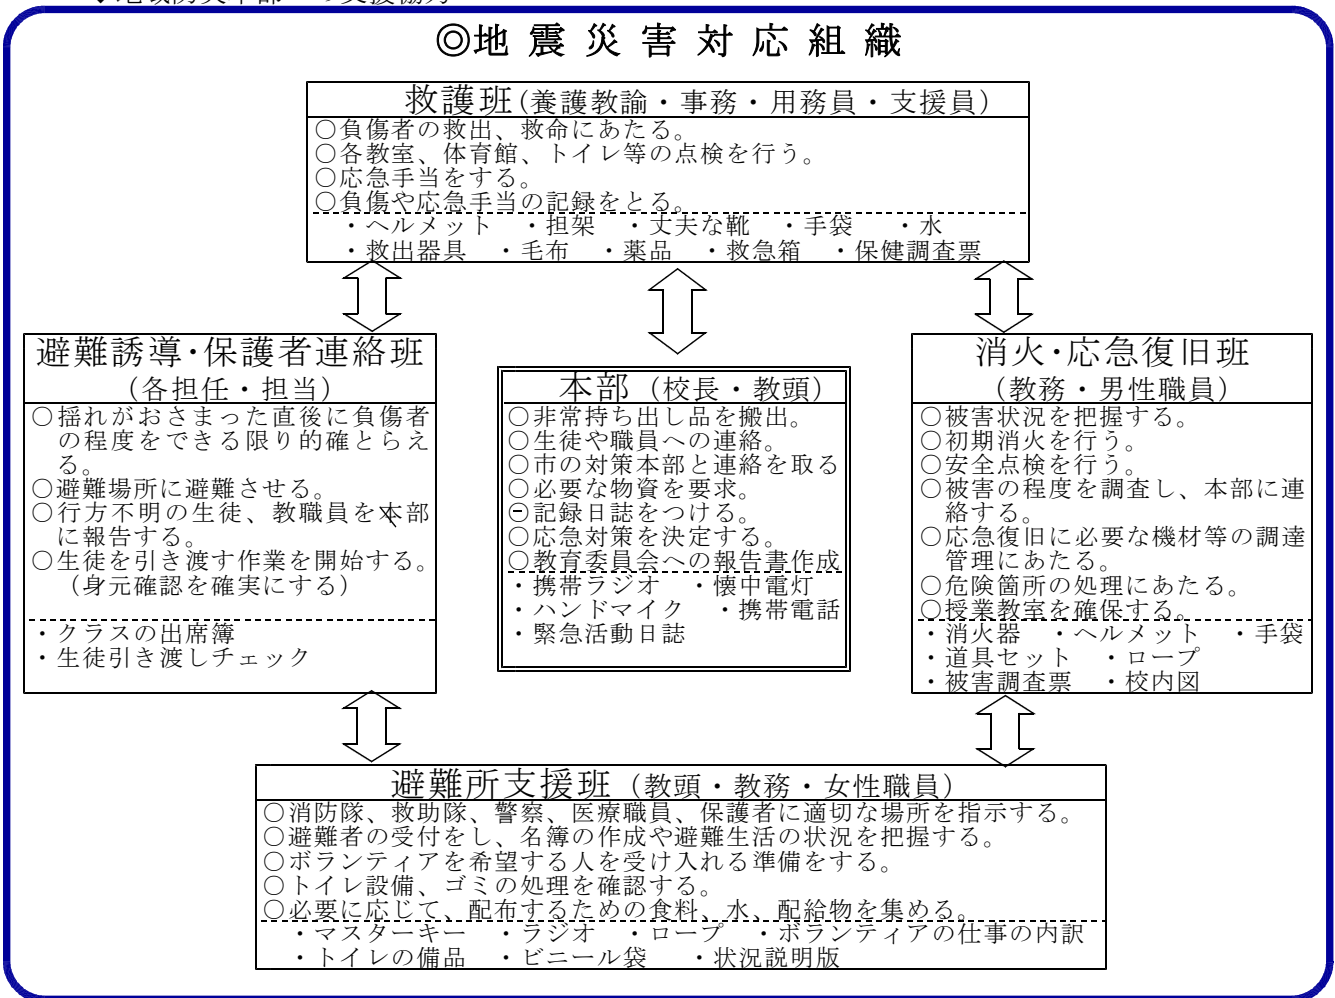 ◎地震災害対応組織
救護班(養護教諭・事務・用務員・支援員)
○負傷者の救出、救命にあたる。
○各教室、体育館、トイレ等の点検を行う。
○応急手当をする。
○負傷や応急手当の記録をとる。
・ヘルメット ・担架 ・丈夫な靴 ・手袋 ・水
・救出器具 ・毛布 ・薬品 ・救急箱 ・保健調査票
避難誘導・保護者連絡班
(各担任・担当)
○揺れがおさまった直後に負傷者
の程度をできる限り的確とらえ
る。
○避難場所に避難させる。
○行方不明の生徒、教職員を本部
に報告する。
○生徒を引き渡す作業を開始する。
(身元確認を確実にする)
・クラスの出席簿
・生徒引き渡しチェック
本部(校長・教頭)
○非常持ち出し品を搬出。
○生徒や職員への連絡。
○市の対策本部と連絡を取る
○必要な物資を要求。
○記録日誌をつける。
○応急対策を決定する。
○教育委員会への報告書作成
・携帯ラジオ ・懐中電灯
・ハンドマイク ・携帯電話
・緊急活動日誌
消火・応急復旧班
(教務・男性職員)
○被害状況を把握する。
○初期消火を行う。
○安全点検を行う。
○被害の程度を調査し、本部に連
絡する。
○応急復旧に必要な機材等の調達
管理にあたる。
○危険箇所の処理にあたる。
○授業教室を確保する。
・消火器 ・ヘルメット ・手袋
・道具セット ・ロープ
・被害調査票 ・校内図
避難所支援班(教頭・教務・女性職員)
○消防隊、救助隊、警察、医療職員、保護者に適切な場所を指示する。
○避難者の受付をし、名簿の作成や避難生活の状況を把握する。
○ボランティアを希望する人を受け入れる準備をする。
○トイレ設備、ゴミの処理を確認する。
○必要に応じて、配布するための食料、水、配給物を集める。
・マスターキー ・ラジオ ・ロープ ・ボランティアの仕事の内訳
・トイレの備品 ・ビニール袋 ・状況説明版